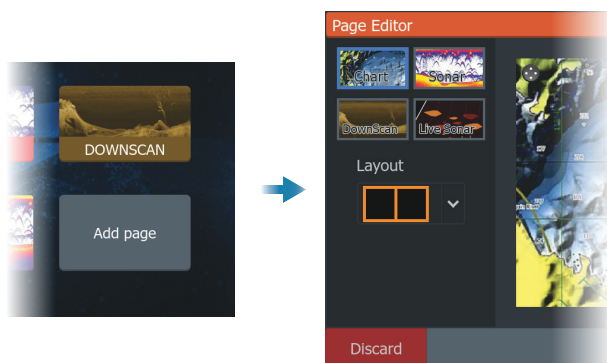 DOWNSCAN
Add page
Page Editor
Chart
Sonar
DownScan
Live Sonar
Layout
Discard